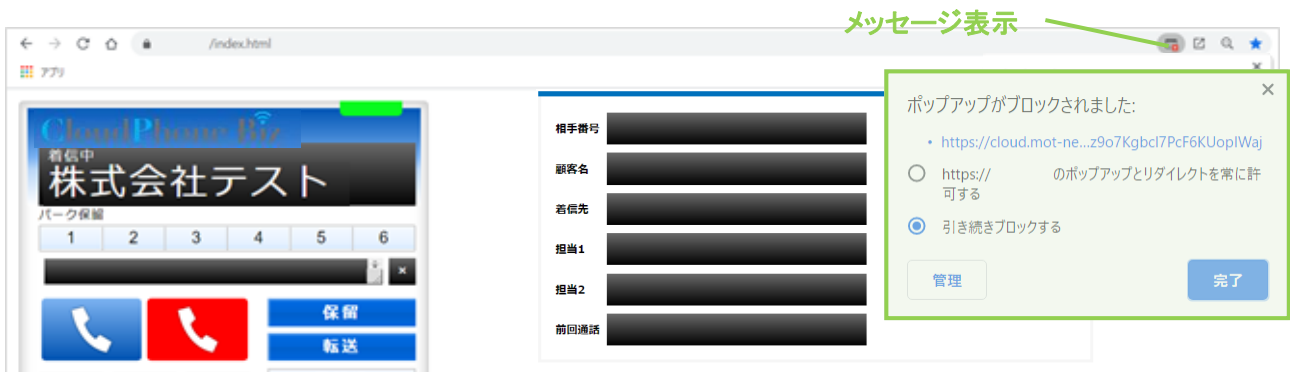 メッセージ表示
/index.html
アプリ
CloudPhone Biz
着信中
株式会社テスト
パーク保留
1 2 3 4 5 6
保留
転送
相手番号
顧客名
着信先
担当1
担当2
前回通話
ポップアップがブロックされました:
• https://cloud.mot-ne...z9o7Kgbcl7PcF6KUopIWaj
https:// のポップアップとリダイレクトを常に許
可する
引き続きブロックする
管理 完了